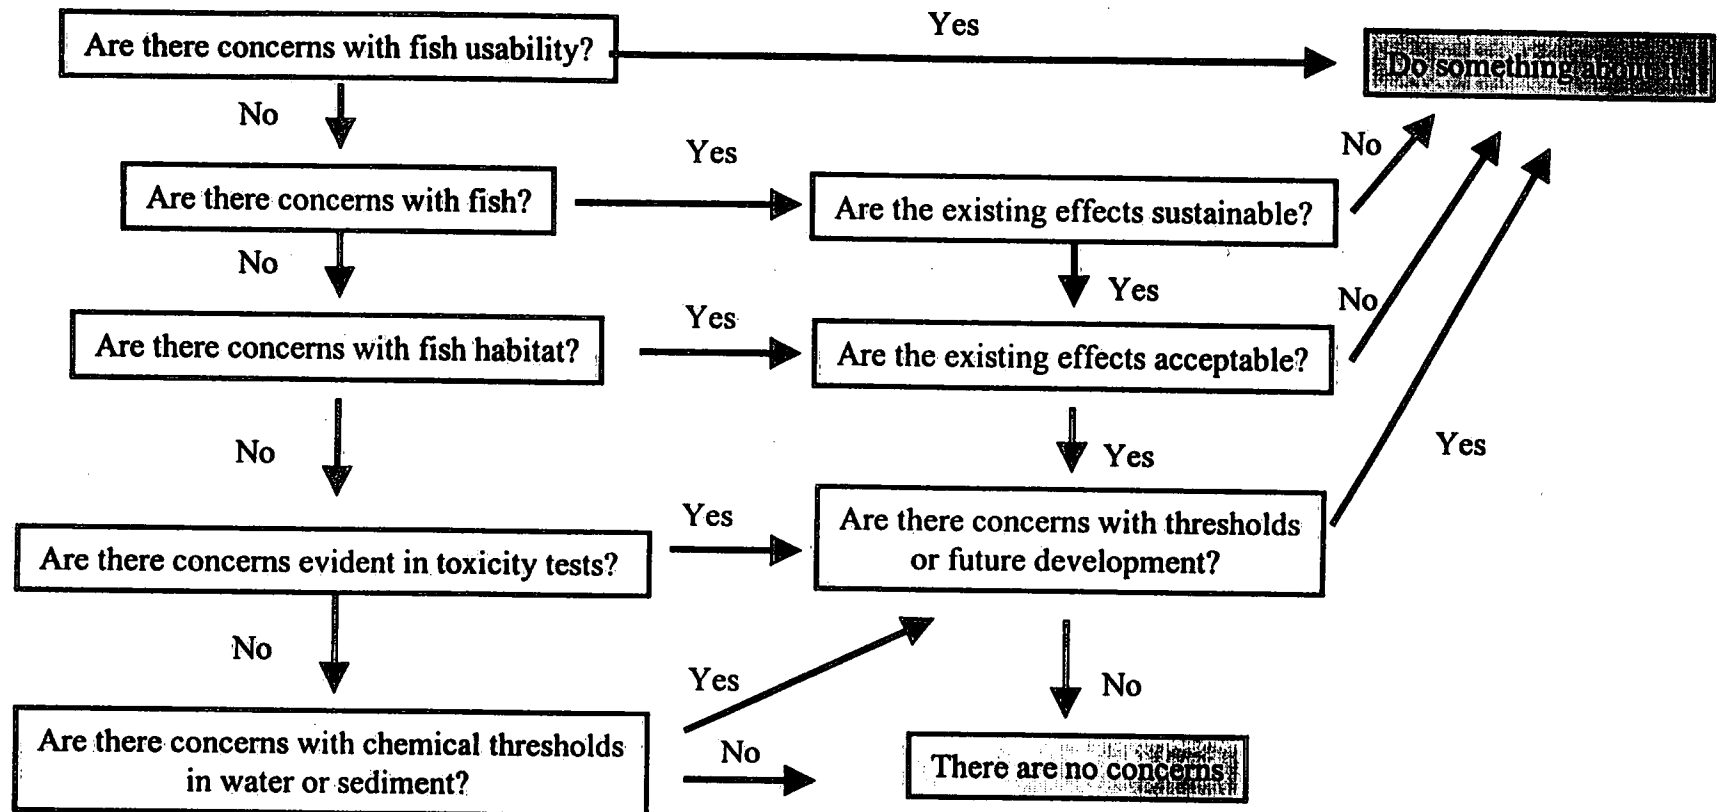 Are there concerns with fish usability?
Yes
Do something about it
No
Are there concerns with fish?
Yes
Are the existing effects sustainable?
No
No
Yes
Are there concerns with fish habitat?
Yes
Are the existing effects acceptable?
No
No
Yes
Yes
Are there concerns evident in toxicity tests?
Yes
Are there concerns with thresholds
or future development?
No
Yes
No
Are there concerns with chemical thresholds
in water or sediment?
No
There are no concerns